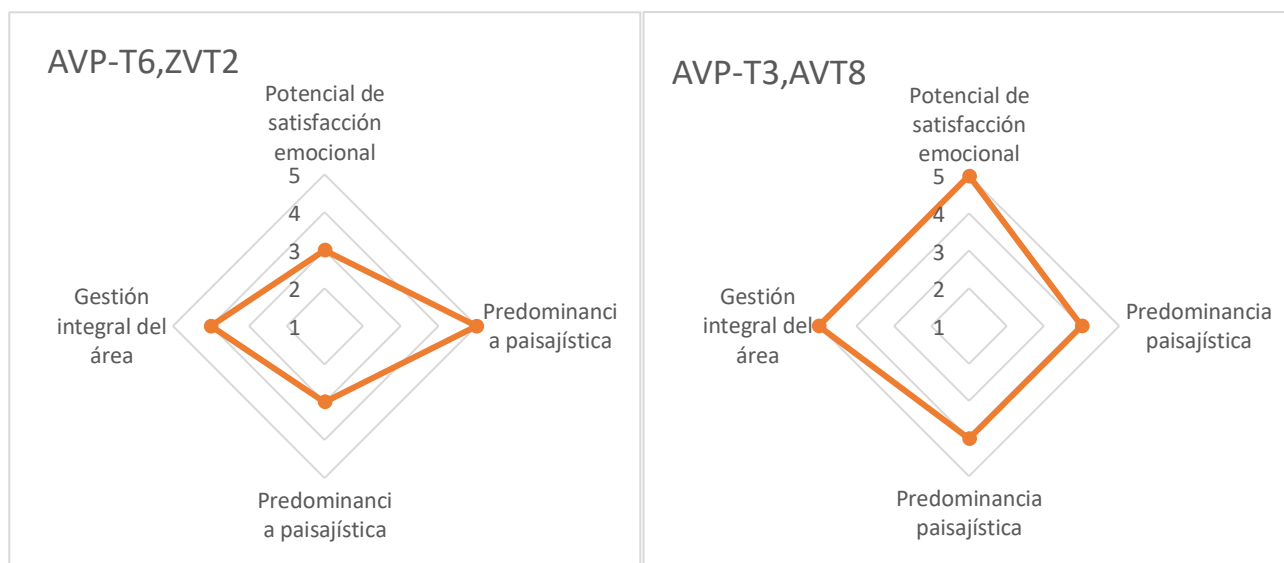 AVP-T6,ZVT2
Potencial de
satisfacción
emocional
5
4
3
2
1
Gestión
integral del
área
Predominanci
a paisajística
Predominanci
a paisajística
AVP-T3,AVT8
Potencial de
satisfacción
emocional
5
4
3
2
1
Gestión
integral del
área
Predominancia
paisajística
Predominancia
paisajística